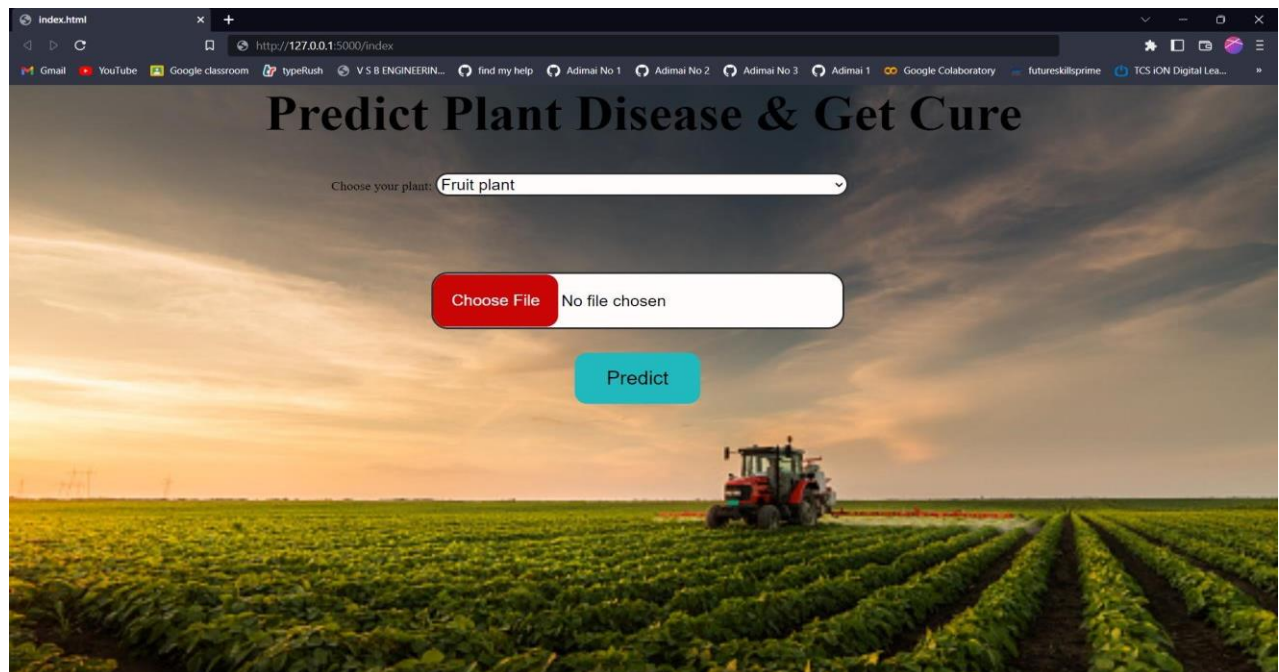 index.html
http://127.0.0.1:5000/index
Gmail YouTube Google classroom typeRush V S B ENGINEERIN... find my help Adimai No 1 Adimai No 2 Adimai No 3 Adimai 1 Google Colaboratory futureskillsprime TCS iON Digital Lea... »
Predict Plant Disease & Get Cure
Choose your plant: Fruit plant
Choose File No file chosen
Predict